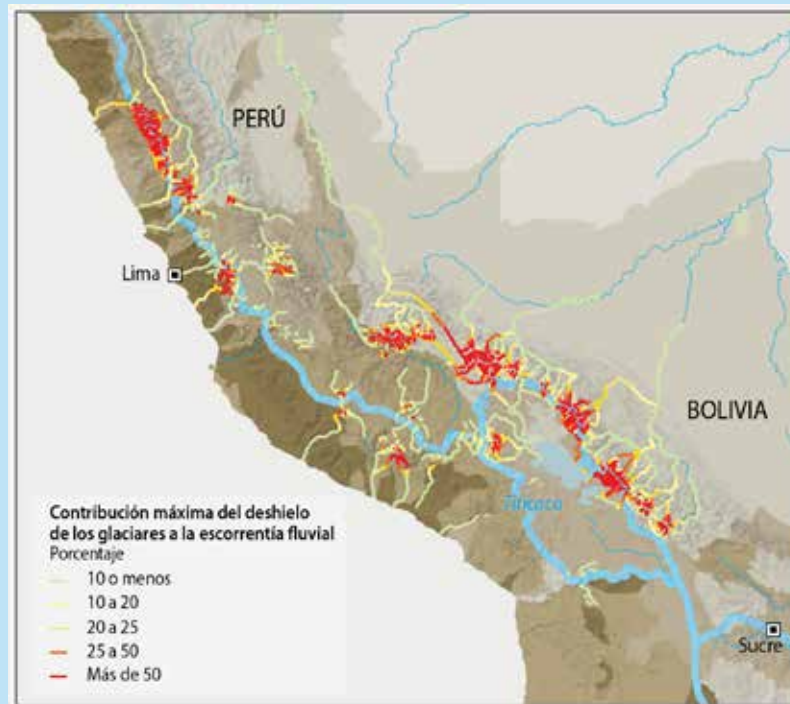 PERÚ
Lima
BOLIVIA
Titicaca
Sucre
Contribución máxima del deshielo
de los glaciares a la escorrentía fluvial
Porcentaje
10 o menos
10 a 20
20 a 25
25 a 50
Más de 50